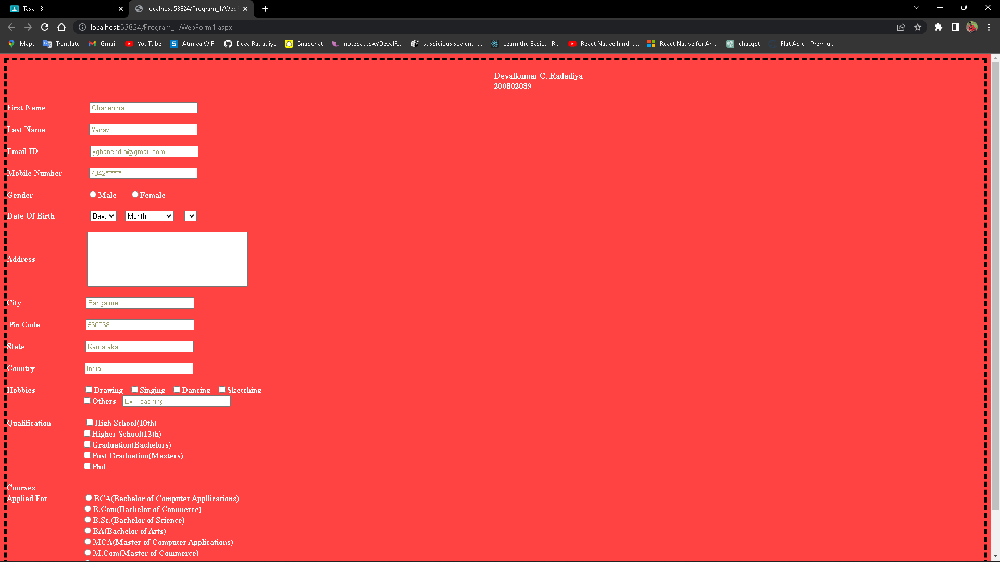 Task - 3
localhost:53824/Program_1/WebF
localhost:53824/Program_1/WebForm1.aspx
Maps Translate Gmail YouTube Atmiya WiFi DevalRadadiya Snapchat notepad.pw/DevalR... suspicious soylent -... Learn the Basics · R... React Native hindi t... React Native for An... chatgpt Flat Able - Premiu...
Devalkumar C. Radadiya
200802089
First Name Ghanendra
Last Name Yadav
Email ID yghanendra@gmail.com
Mobile Number 7842******
Gender Male Female
Date Of Birth Day: Month:
Address
City Bangalore
Pin Code 560068
State Karnataka
Country India
Hobbies Drawing Singing Dancing Sketching
Others Ex- Teaching
Qualification High School(10th)
Higher School(12th)
Graduation(Bachelors)
Post Graduation(Masters)
Phd
Courses
Applied For BCA(Bachelor of Computer Appllications)
B.Com(Bachelor of Commerce)
B.Sc.(Bachelor of Science)
BA(Bachelor of Arts)
MCA(Master of Computer Applications)
M.Com(Master of Commerce)